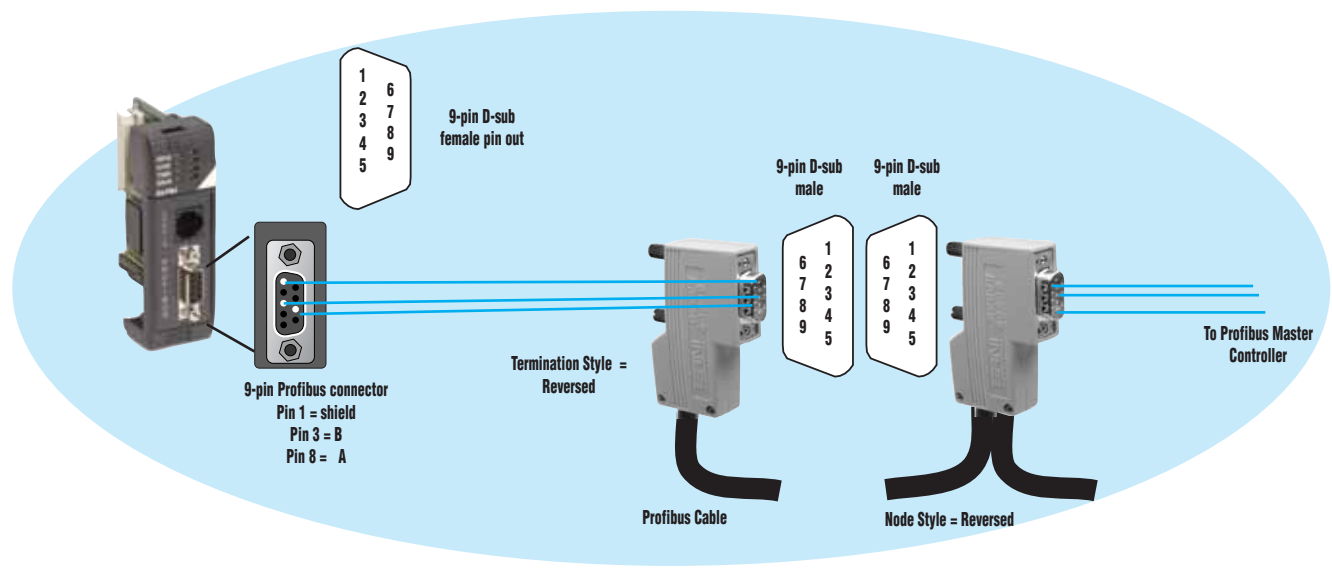 1
2
3
4
5
6
7
8
9
9-pin D-sub
female pin out
9-pin D-sub
male
9-pin D-sub
male
1
2
3
4
5
6
7
8
9
1
2
3
4
5
6
7
8
9
Termination Style =
Reversed
To Profibus Master
Controller
9-pin Profibus connector
Pin 1 = shield
Pin 3 = B
Pin 8 = A
Profibus Cable
Node Style = Reversed